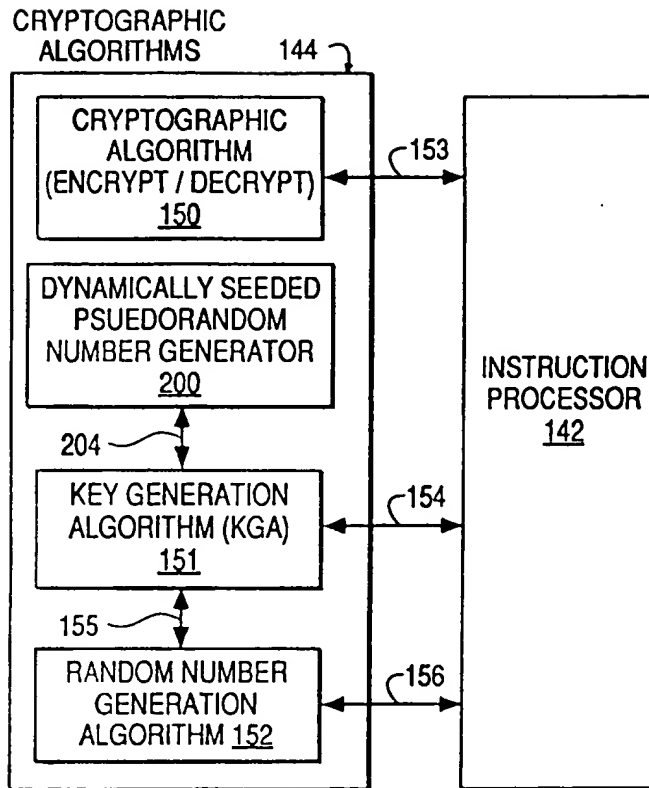 CRYPTOGRAPHIC
ALGORITHMS
144
CRYPTOGRAPHIC
ALGORITHM
(ENCRYPT / DECRYPT)
150
153
DYNAMICALLY SEEDED
PSUEDORANDOM
NUMBER GENERATOR
200
INSTRUCTION
PROCESSOR
142
204
KEY GENERATION
ALGORITHM (KGA)
151
154
155
RANDOM NUMBER
GENERATION
ALGORITHM 152
156